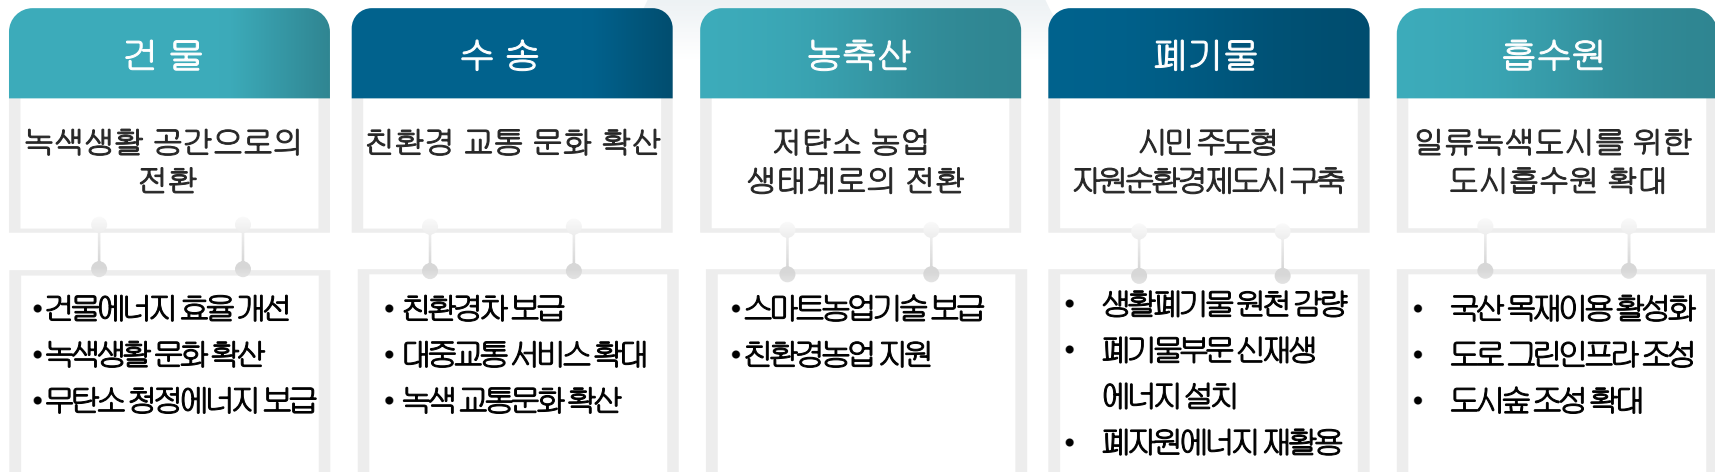 건 물
녹색생활 공간으로의
전환
•건물에너지 효율 개선
•녹색생활 문화 확산
•무탄소 청정에너지 보급
수 송
친환경 교통 문화 확산
• 친환경차 보급
• 대중교통 서비스 확대
• 녹색 교통문화 확산
농축산
저탄소 농업
생태계로의 전환
•스마트농업기술 보급
•친환경농업 지원
폐기물
시민 주도형
자원순환경제도시 구축
• 생활폐기물 원천 감량
• 폐기물부문 신재생
에너지 설치
• 폐자원에너지 재활용
흡수원
일류녹색도시를 위한
도시흡수원 확대
• 국산 목재이용 활성화
• 도로 그린인프라 조성
• 도시숲 조성 확대